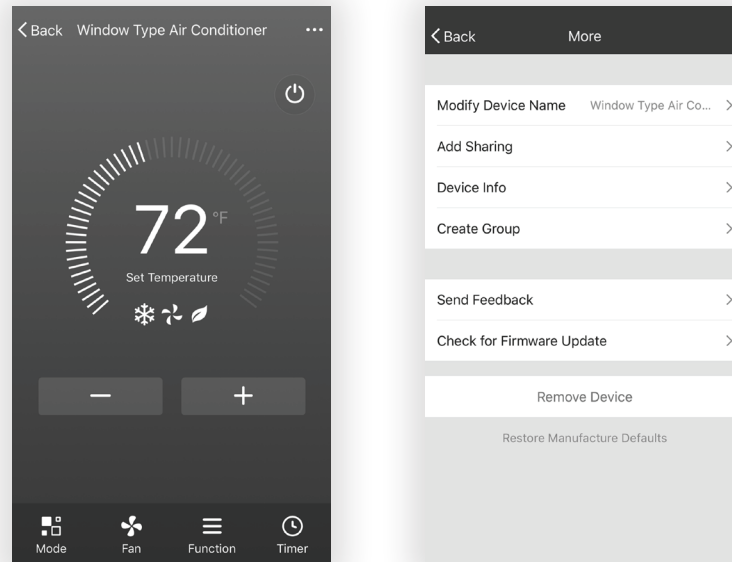 Back Window Type Air Conditioner ...
72 °F
Set Temperature
Mode Fan Function Timer
Back More
Modify Device Name Window Type Air Co...
Add Sharing
Device Info
Create Group
Send Feedback
Check for Firmware Update
Remove Device
Restore Manufacture Defaults